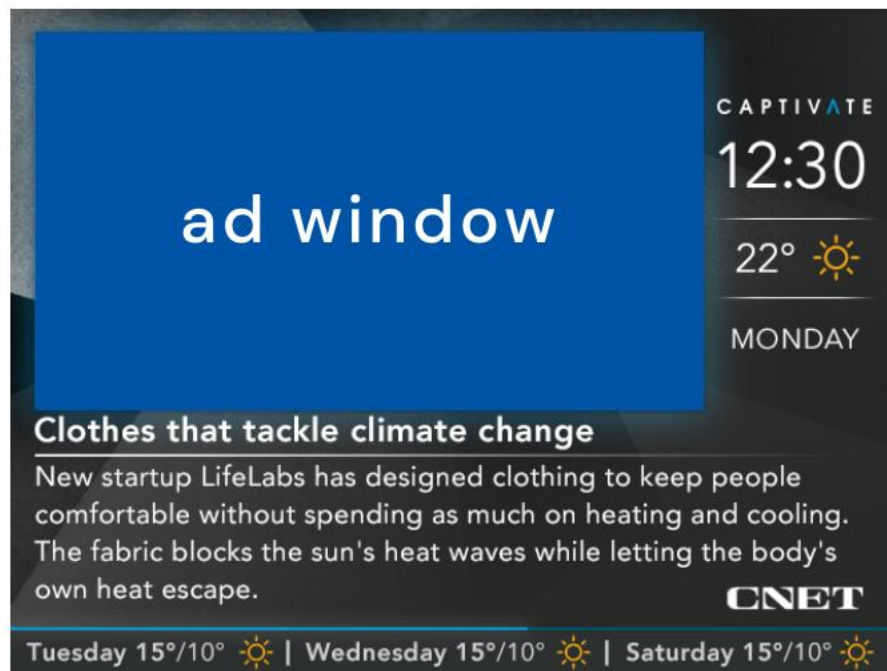 ad window
CAPTIVATE
12:30
22°
MONDAY
Clothes that tackle climate change
New startup LifeLabs has designed clothing to keep people
comfortable without spending as much on heating and cooling.
The fabric blocks the sun's heat waves while letting the body's
own heat escape.
CNET
Tuesday 15°/10° | Wednesday 15°/10° | Saturday 15°/10°